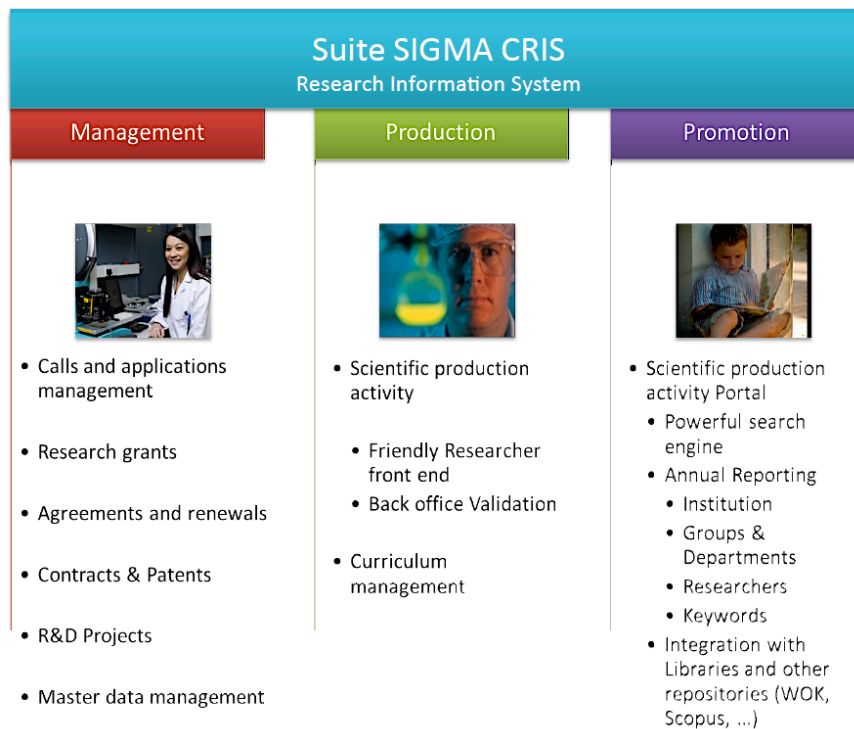 Suite SIGMA CRIS
Research Information System
Management
• Calls and applications
management
• Research grants
• Agreements and renewals
• Contracts & Patents
• R&D Projects
• Master data management
Production
• Scientific production
activity
• Friendly Researcher
front end
• Back office Validation
• Curriculum
management
Promotion
• Scientific production
activity Portal
• Powerful search
engine
• Annual Reporting
• Institution
• Groups &
Departments
• Researchers
• Keywords
• Integration with
Libraries and other
repositories (WOK,
Scopus, ...)